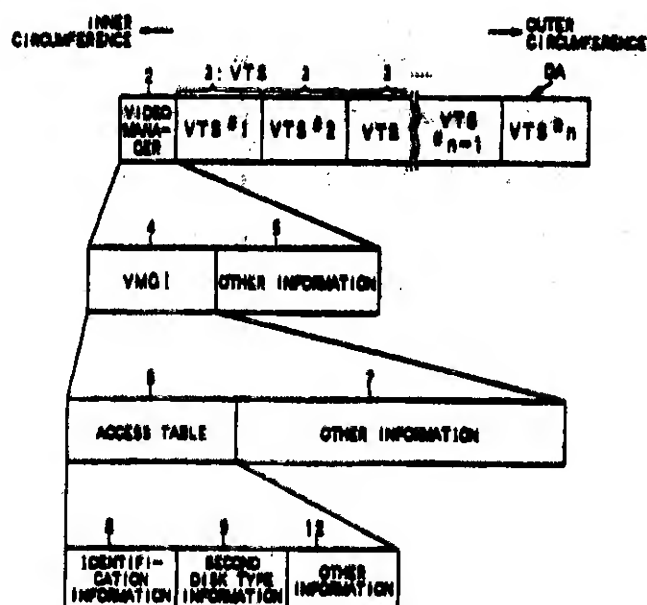 INNER CIRCUMFERENCE
OUTER CIRCUMFERENCE
2
3: VTS
3
3
.....
DA
VIDEO MANA-GER
VTS #1
VTS #2
VTS
VTS #n-1
VTS #n
4
5
VMGI
OTHER INFORMATION
6
7
ACCESS TABLE
OTHER INFORMATION
8
9
12
IDENTIFI-CATION INFORMATION
SECOND DISK TYPE INFORMATION
OTHER INFORMATION